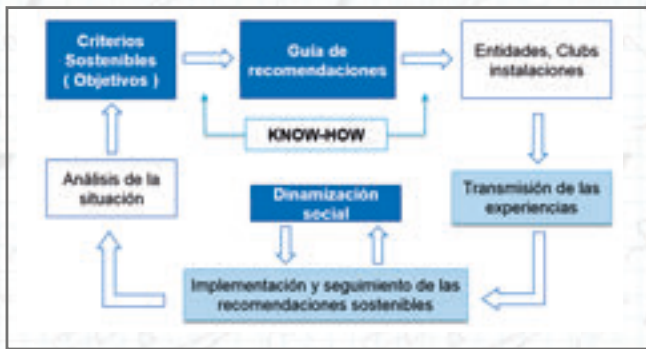 Criterios
Sostenibles
( Objetivos )
Guía de
recomendaciones
Entidades, Clubs
instalaciones
KNOW-HOW
Análisis de la
situación
Dinamización
social
Transmisión de las
experiencias
Implementación y seguimiento de las
recomendaciones sostenibles